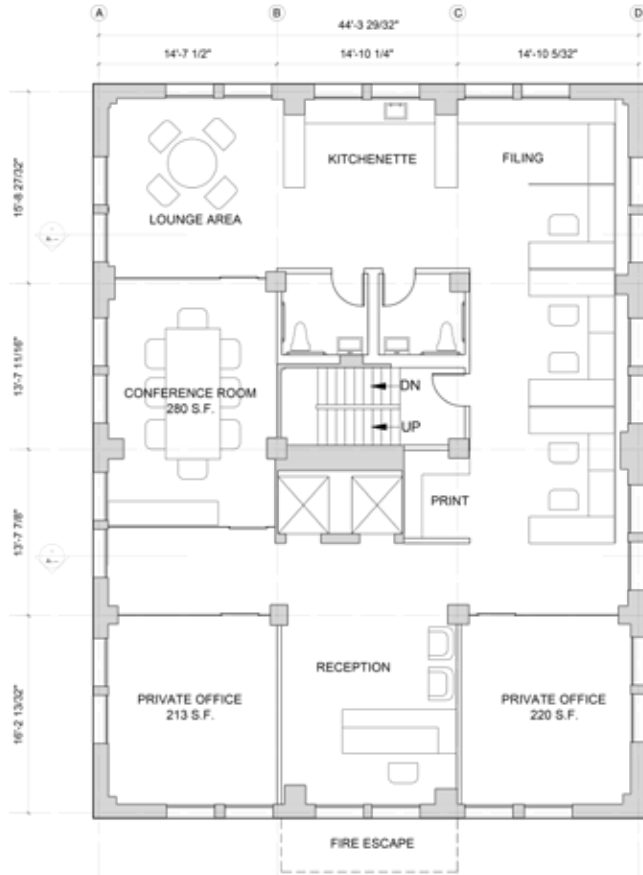 A B C D
44'-3 29/32"
14'-7 1/2" 14'-10 1/4" 14'-10 5/32"
15'-8 27/32"
KITCHENETTE
FILING
LOUNGE AREA
13'-7 11/16"
CONFERENCE ROOM
280 S.F.
DN
UP
PRINT
13'-7 7/8"
RECEPTION
PRIVATE OFFICE
213 S.F.
PRIVATE OFFICE
220 S.F.
16'-2 13/32"
FIRE ESCAPE